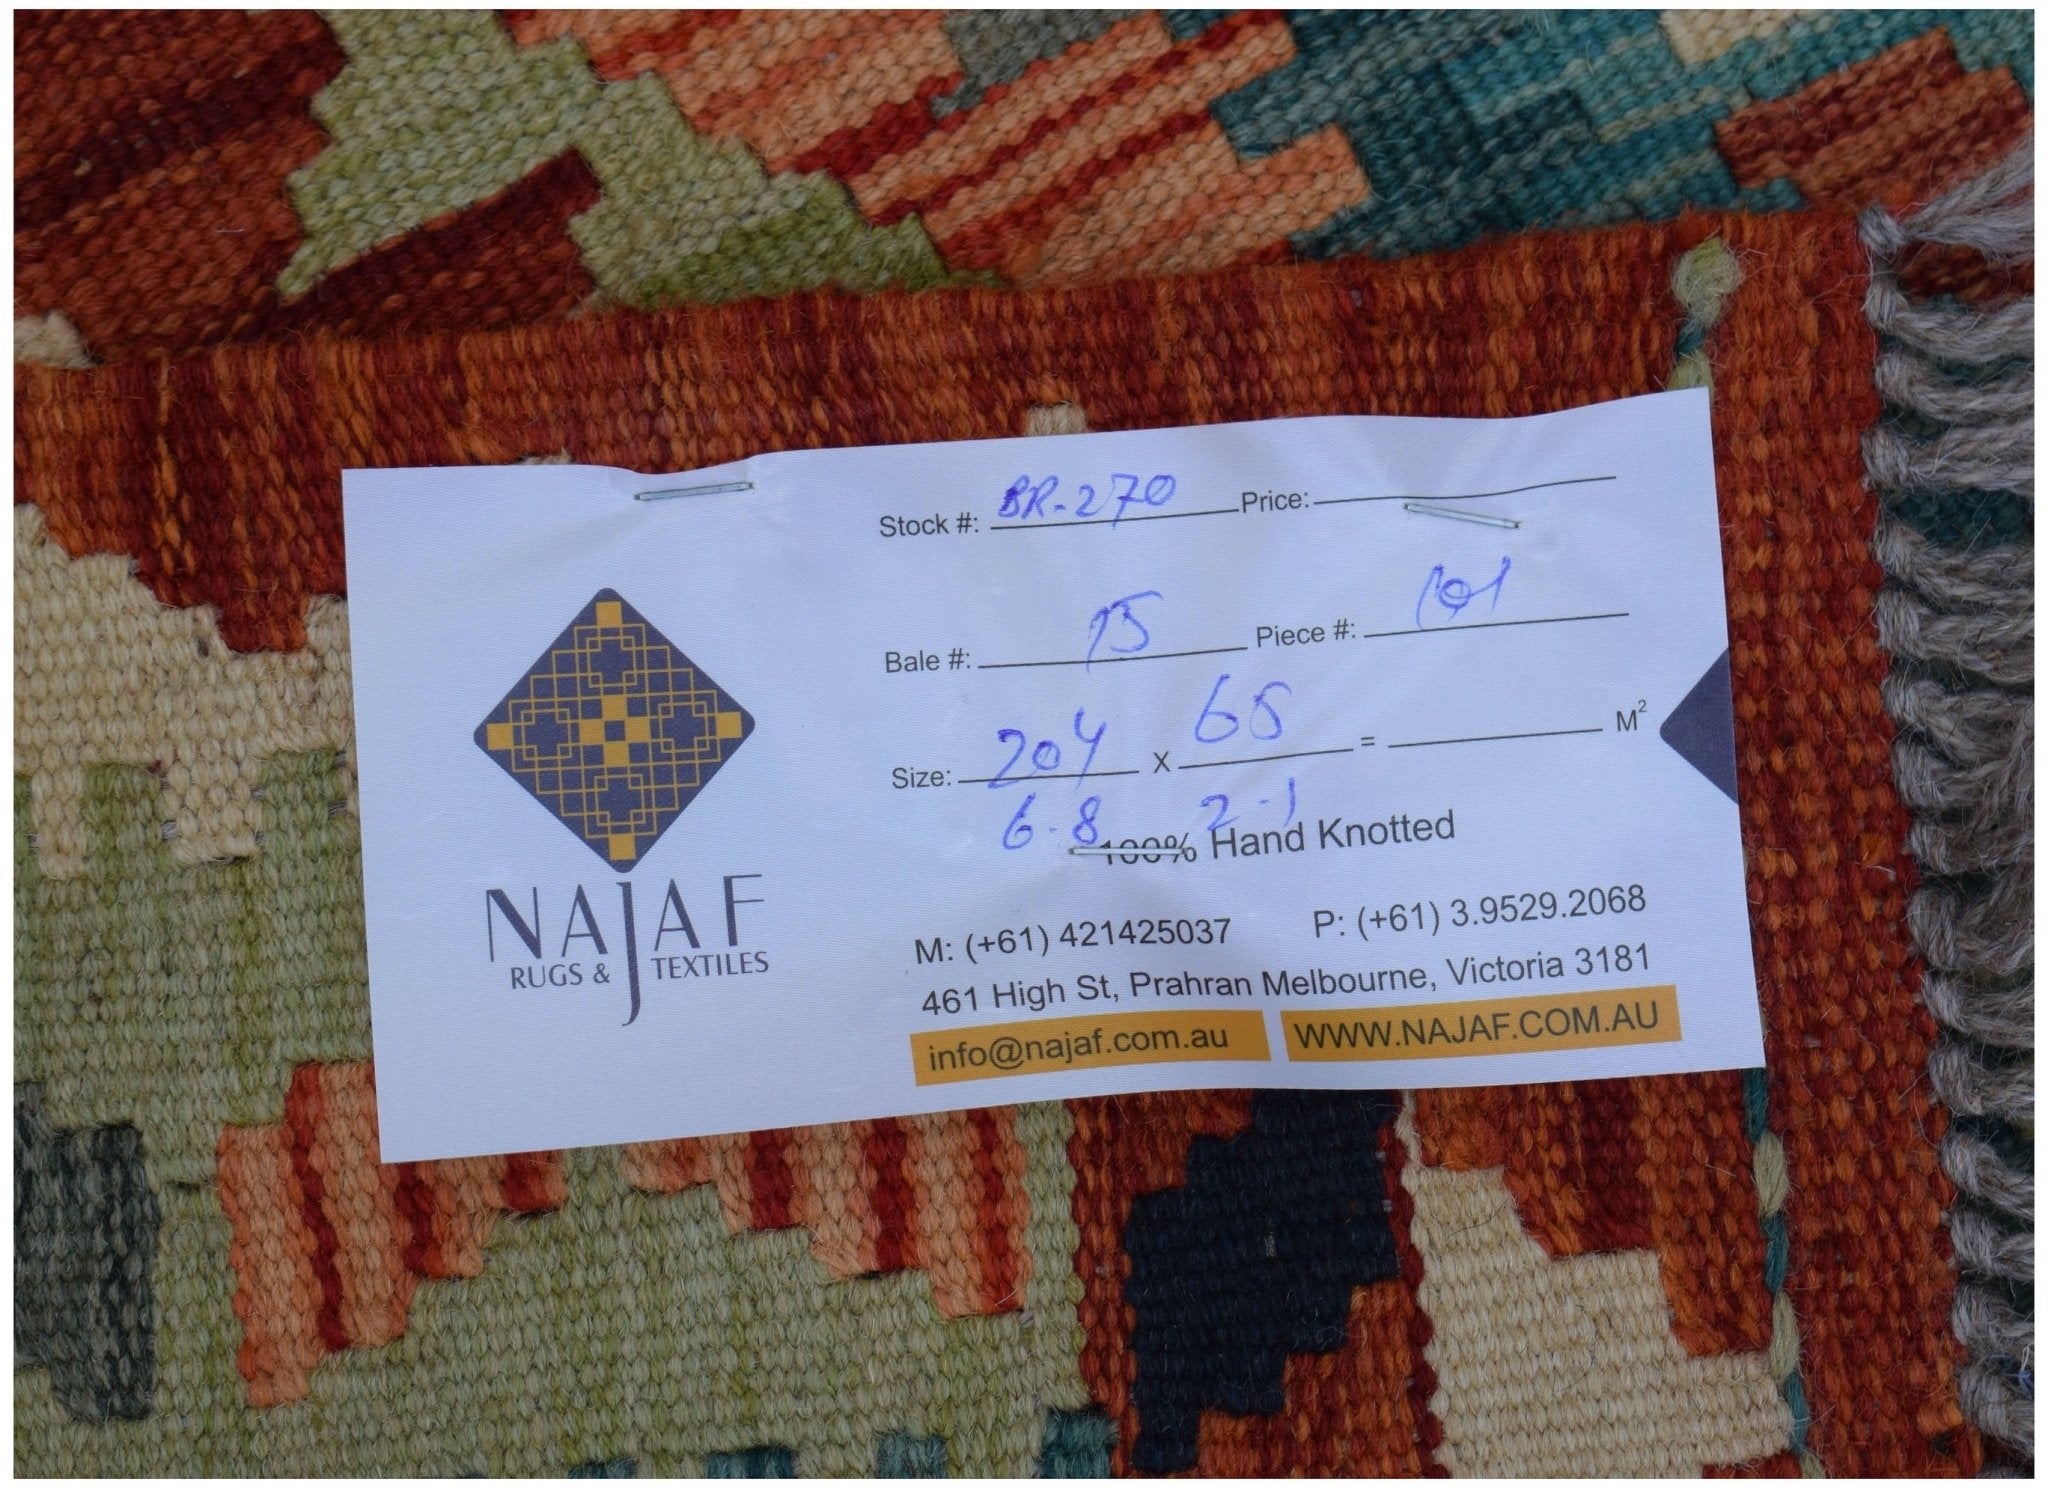 Stock #: BR-270 Price:
Bale #: 15 Piece #: 101
Size: 204 x 65 = M²
6-8 2-1
100% Hand Knotted
NAJAF
RUGS & TEXTILES
M: (+61) 421425037 P: (+61) 3.9529.2068
461 High St, Prahran Melbourne, Victoria 3181
info@najaf.com.au WWW.NAJAF.COM.AU